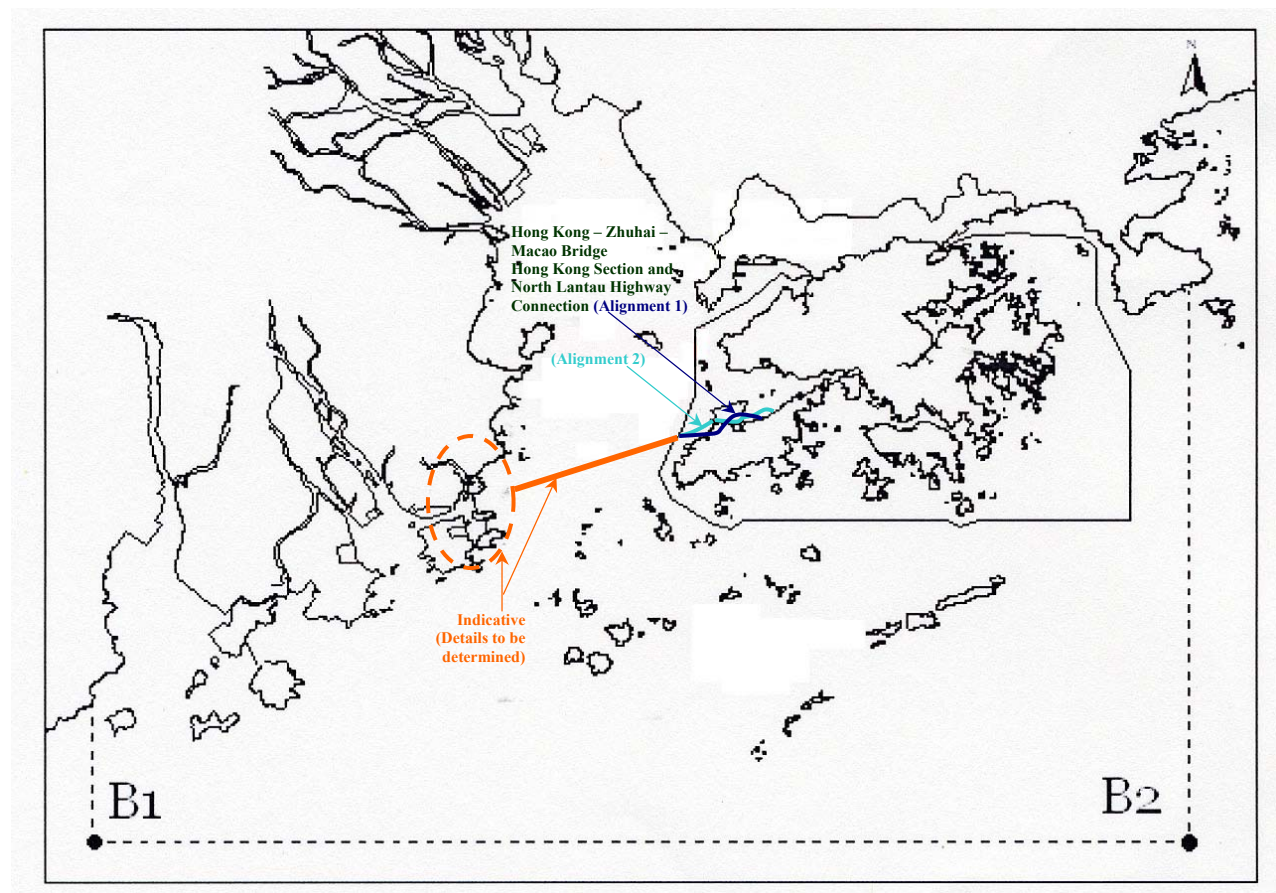 N
Hong Kong – Zhuhai –
Macao Bridge
Hong Kong Section and
North Lantau Highway
Connection (Alignment 1)
(Alignment 2)
Indicative
(Details to be
determined)
B1
B2